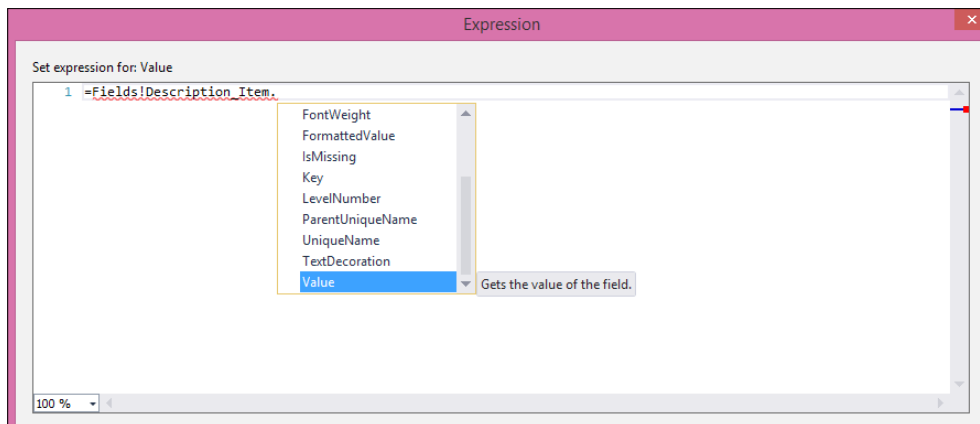 Expression
Set expression for: Value
1 =Fields!Description_Item.
FontWeight
FormattedValue
IsMissing
Key
LevelNumber
ParentUniqueName
UniqueName
TextDecoration
Value
Gets the value of the field.
100 %